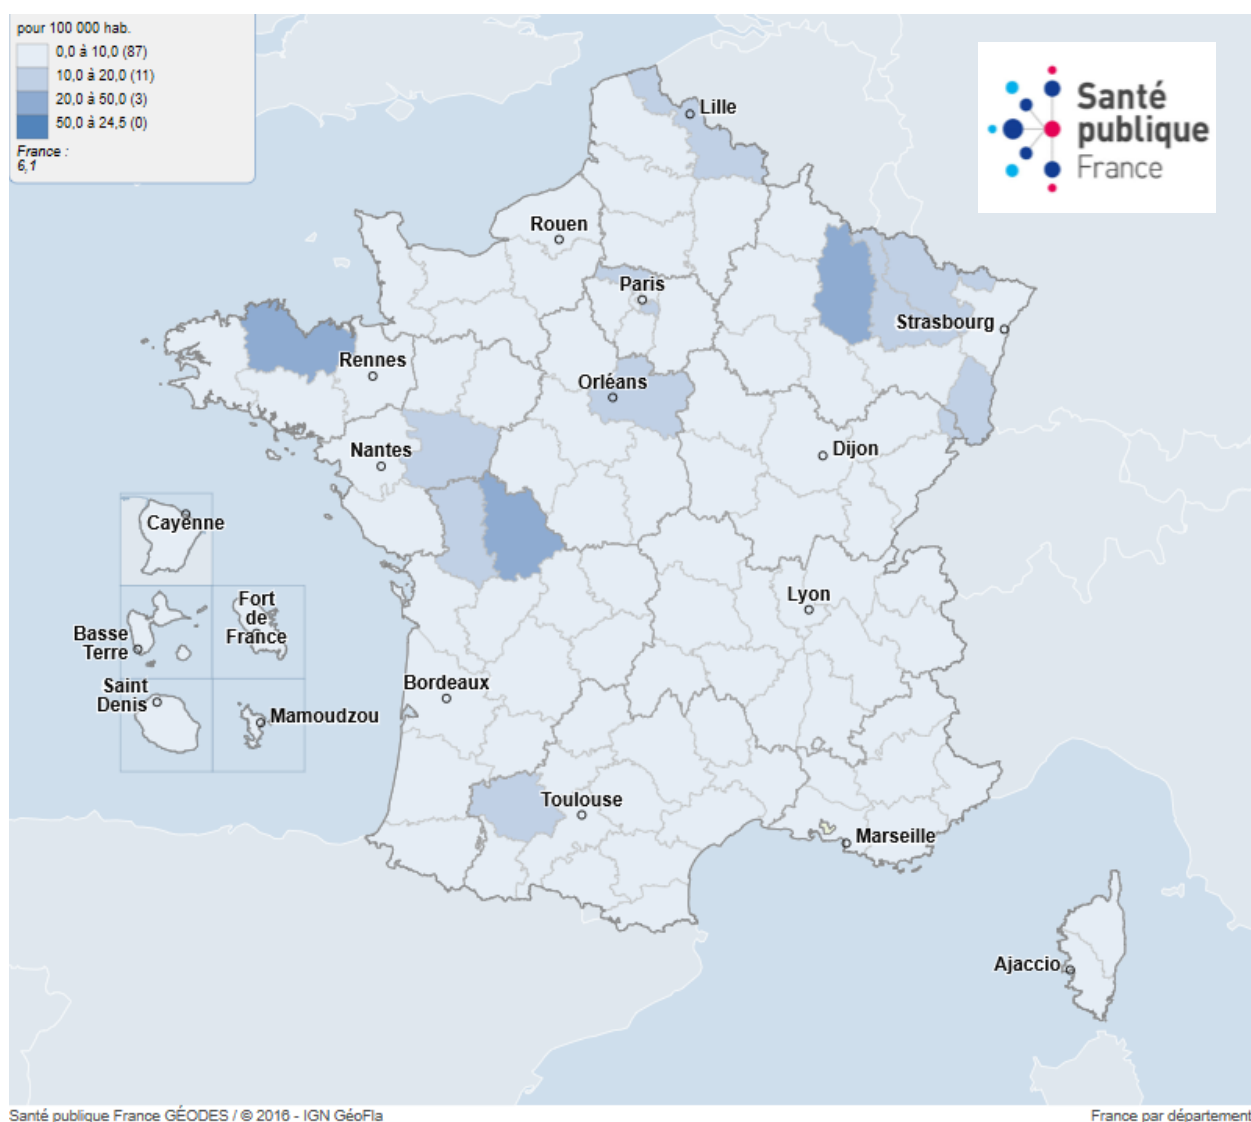 pour 100 000 hab.
0,0 à 10,0 (87)
10,0 à 20,0 (11)
20,0 à 50,0 (3)
50,0 à 24,5 (0)
France :
6,1
Santé
publique
France
Lille
Rouen
Paris
Strasbourg
Rennes
Orléans
Nantes
Dijon
Cayenne
Lyon
Fort
de
France
Basse
Terre
Saint
Denis
Bordeaux
Mamoudzou
Toulouse
Marseille
Ajaccio
Santé publique France GÉODES / © 2016 - IGN GéoFla
France par département